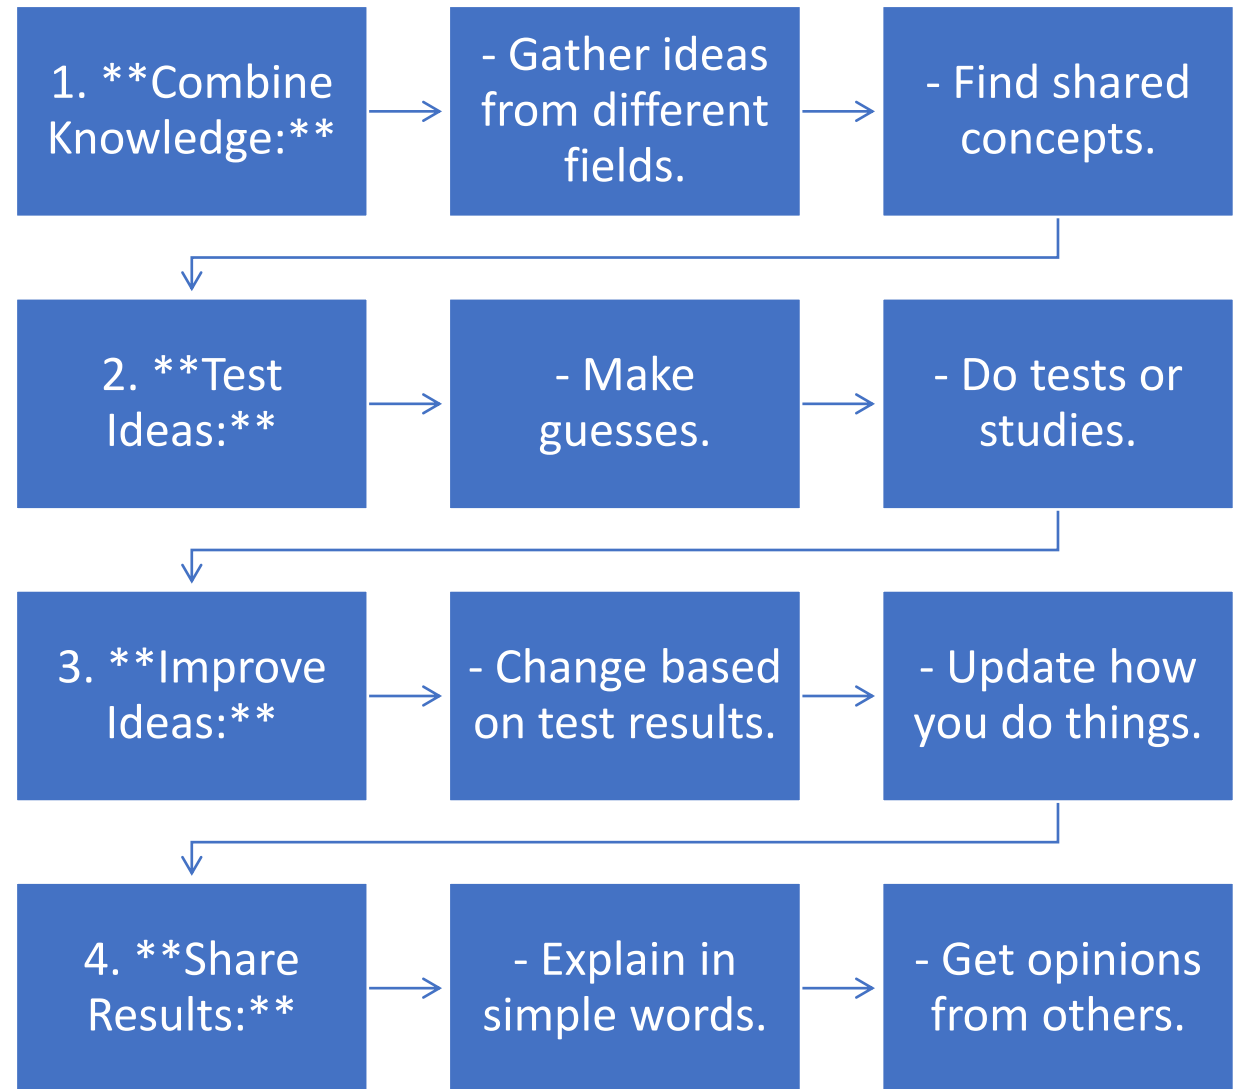 1. **Combine
Knowledge:**
- Gather ideas
from different
fields.
- Find shared
concepts.
2. **Test
Ideas:**
- Make
guesses.
- Do tests or
studies.
3. **Improve
Ideas:**
- Change based
on test results.
- Update how
you do things.
4. **Share
Results:**
- Explain in
simple words.
- Get opinions
from others.